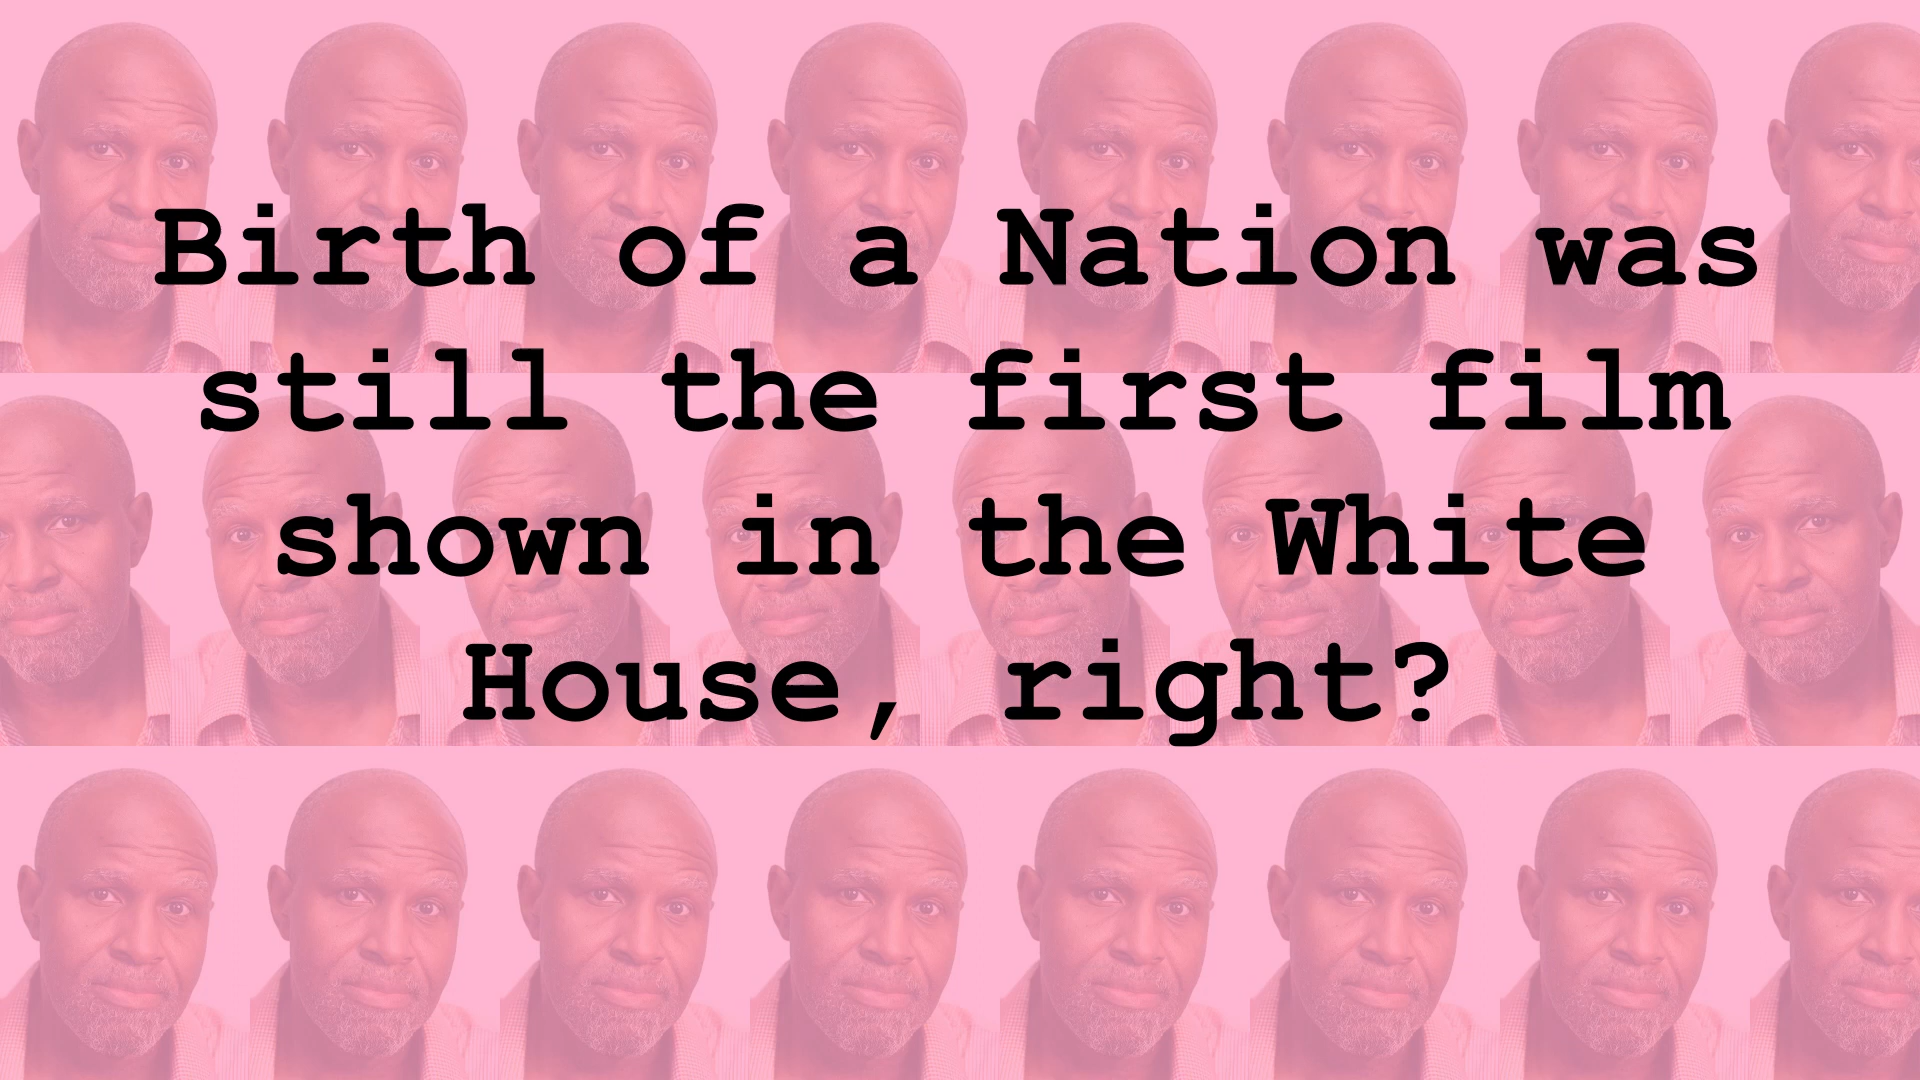 Birth of a Nation was
still the first film
shown in the White
House, right?